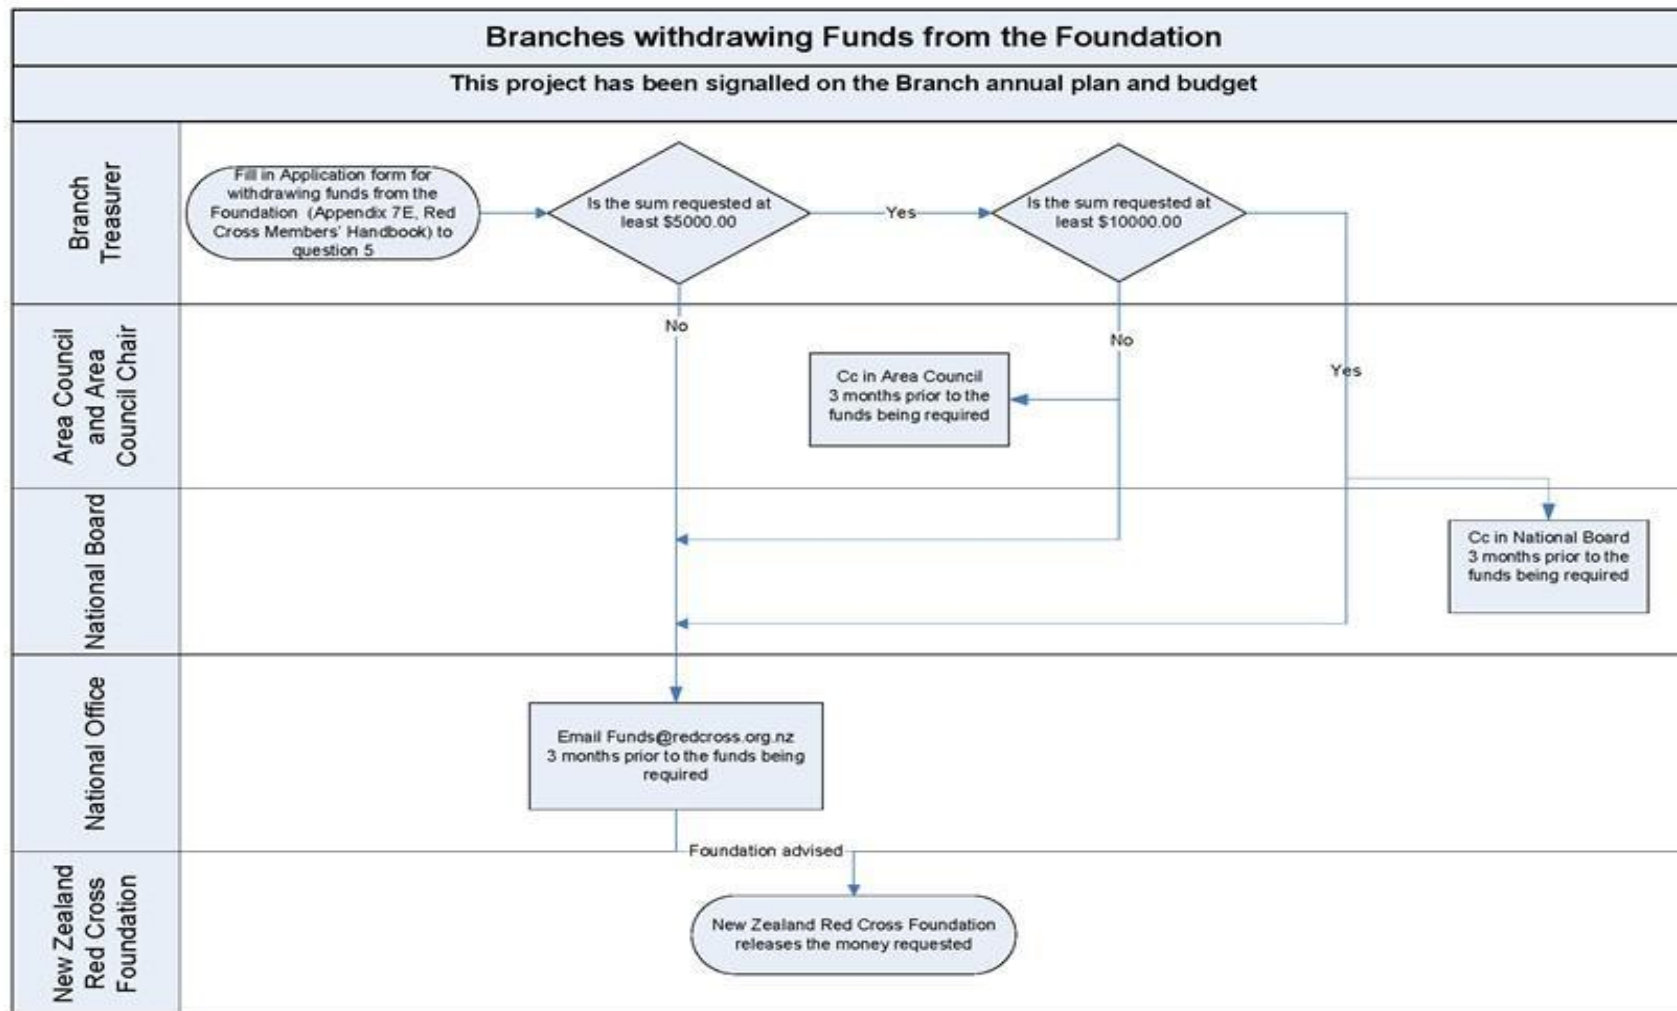 Branches withdrawing Funds from the Foundation
This project has been signalled on the Branch annual plan and budget
Branch
Treasurer
Fill in Application form for
withdrawing funds from the
Foundation (Appendix 7E, Red
Cross Members' Handbook) to
question 5
Is the sum requested at
least $5000.00
Yes
Is the sum requested at
least $10000.00
Area Council
and Area
Council Chair
No
Cc in Area Council
3 months prior to the
funds being required
No
Yes
National Board
Cc in National Board
3 months prior to the
funds being required
National Office
Email Funds@redcross.org.nz
3 months prior to the funds being
required
Foundation advised
New Zealand
Red Cross
Foundation
New Zealand Red Cross Foundation
releases the money requested